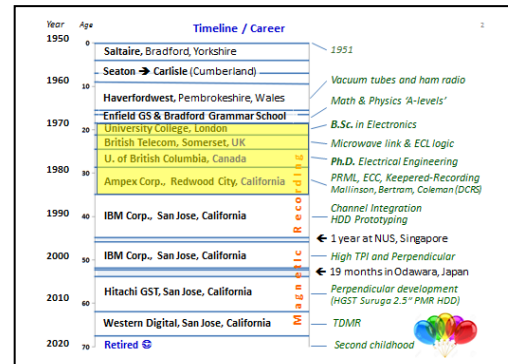 Year Age Timeline / Career 2
1950 0 1951
Saltaire, Bradford, Yorkshire
Seaton ➔ Carlisle (Cumberland)
Vacuum tubes and ham radio
1960 10
Haverfordwest, Pembrokeshire, Wales
Math & Physics ‘A-levels’
Enfield GS & Bradford Grammar School
1970 20 University College, London B.Sc. in Electronics
British Telecom, Somerset, UK Microwave link & ECL logic
U. of British Columbia, Canada Ph.D. Electrical Engineering
1980 30 Ampex Corp., Redwood City, California PRML, ECC, Keepered-Recording
Mallinson, Bertram, Coleman (DCRS)
Channel Integration
1990 40 IBM Corp., San Jose, California HDD Prototyping
← 1 year at NUS, Singapore
2000 50 IBM Corp., San Jose, California High TPI and Perpendicular
← 19 months in Odawara, Japan
Hitachi GST, San Jose, California Perpendicular development
2010 60 (HGST Suruga 2.5” PMR HDD)
Western Digital, San Jose, California TDMR
2020 70 Retired ☺ Second childhood
Magnetic Recording